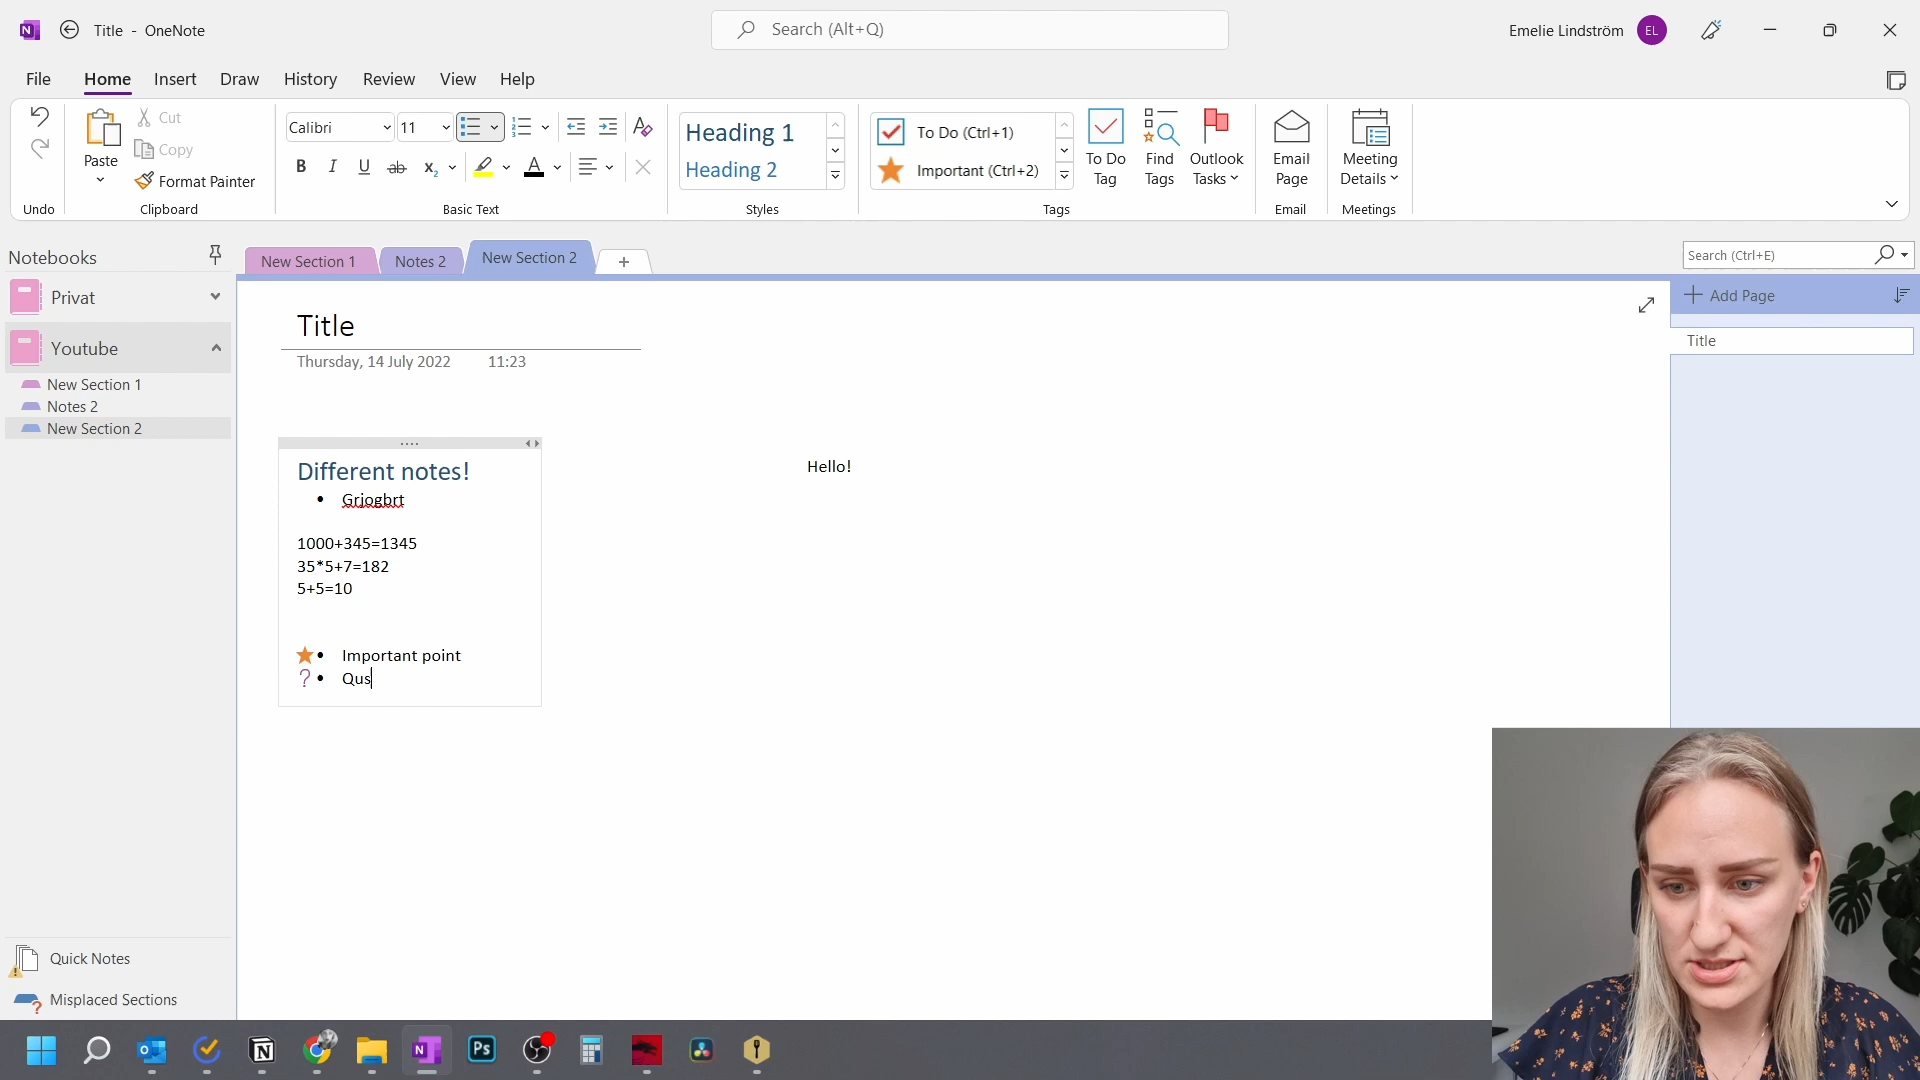 Title - OneNote
Search (Alt+Q)
Emelie Lindström
EL
File Home Insert Draw History Review View Help
Paste
Cut
Copy
Format Painter
Calibri 11
Heading 1
Heading 2
To Do (Ctrl+1)
Important (Ctrl+2)
To Do Tag
Find Tags
Outlook Tasks
Email Page
Meeting Details
Undo Clipboard Basic Text Styles Tags Email Meetings
Notebooks
New Section 1 Notes 2 New Section 2
Search (Ctrl+E)
Privat
Add Page
Title
Youtube
New Section 1
Notes 2
New Section 2
Title
Thursday, 14 July 2022 11:23
Different notes!
• Grjogbrt
1000+345=1345
35*5+7=182
5+5=10
• Important point
? • Qus
Hello!
Quick Notes
Misplaced Sections
N
Ps